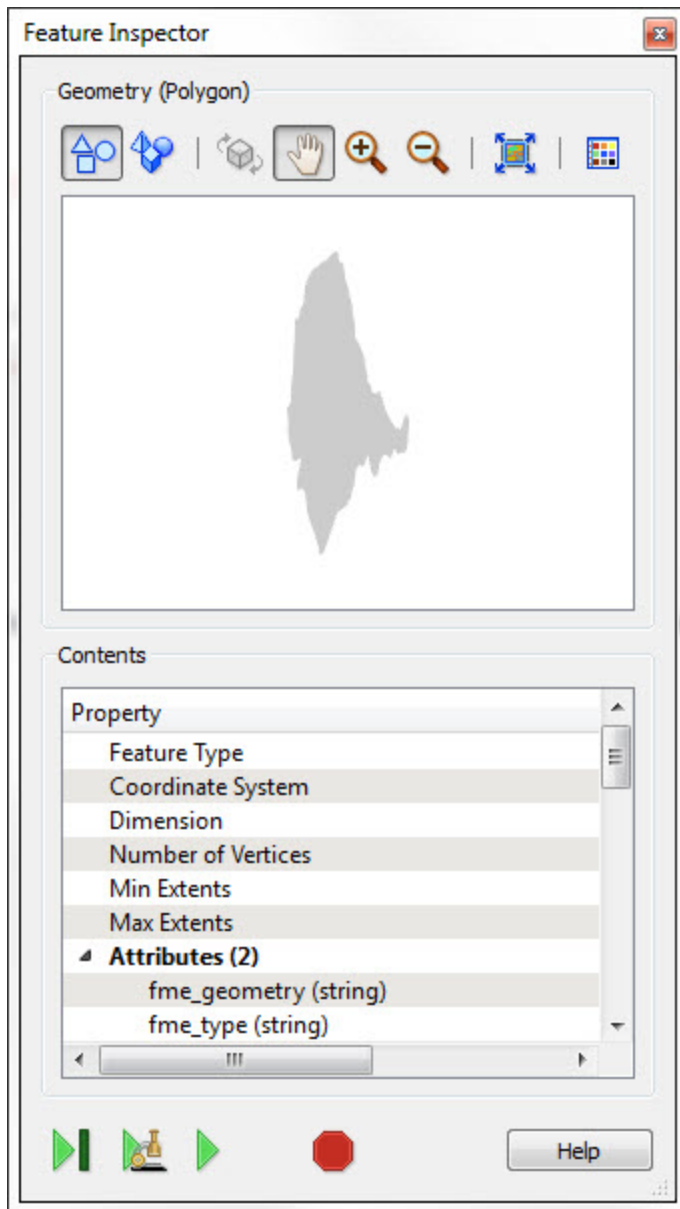 Feature Inspector
Geometry (Polygon)
Contents
Property
Feature Type
Coordinate System
Dimension
Number of Vertices
Min Extents
Max Extents
Attributes (2)
fme_geometry (string)
fme_type (string)
Help